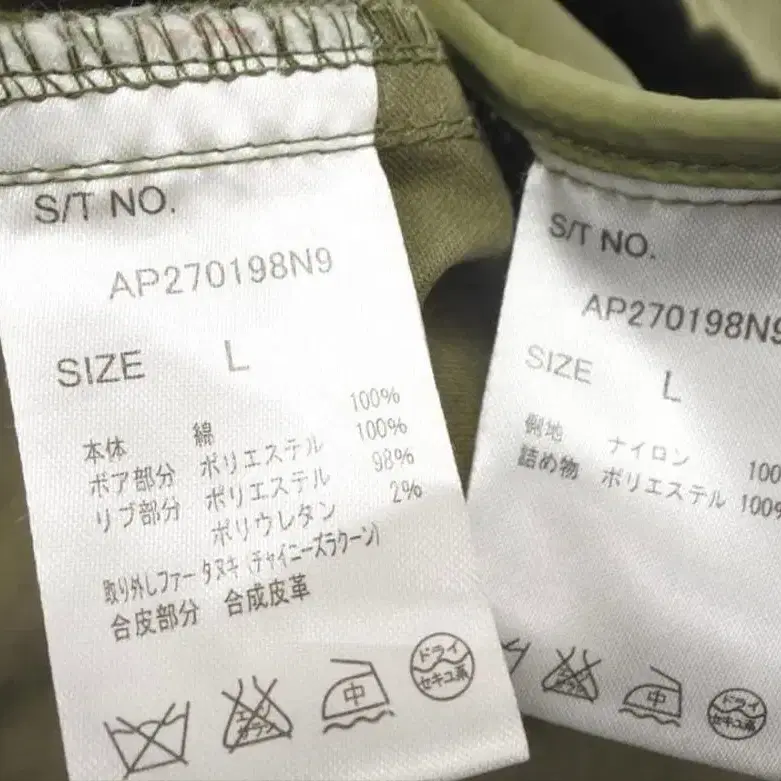 S/T NO.
AP270198N9
SIZE L
本体 綿 100%
ボア部分 ポリエステル 100%
リブ部分 ポリエステル 98%
ポリウレタン 2%
取り外しファー タヌキ(チャイニーズラクーン)
合皮部分 合成皮革
中
ドライ
セキユ系
S/T NO.
AP270198N9
SIZE L
側地 ナイロン 100
詰め物 ポリエステル 100%
中
ドライ
セキユ系